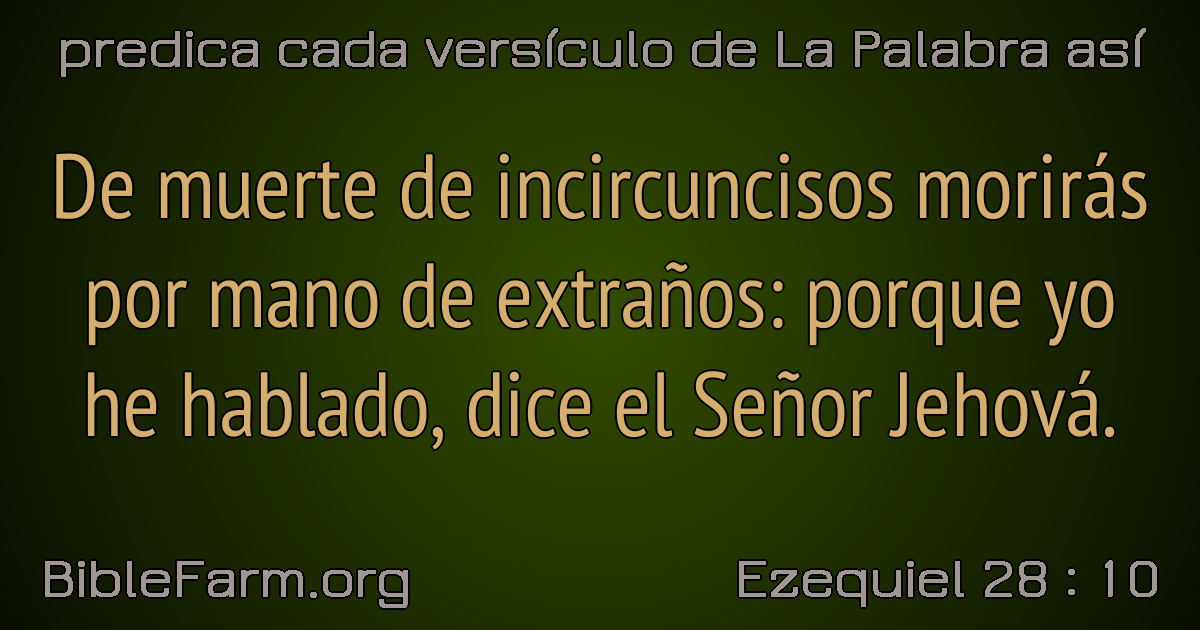 predica cada versículo de La Palabra así
De muerte de incircuncisos morirás
por mano de extraños: porque yo
he hablado, dice el Señor Jehová.
BibleFarm.org
Ezequiel 28 : 10